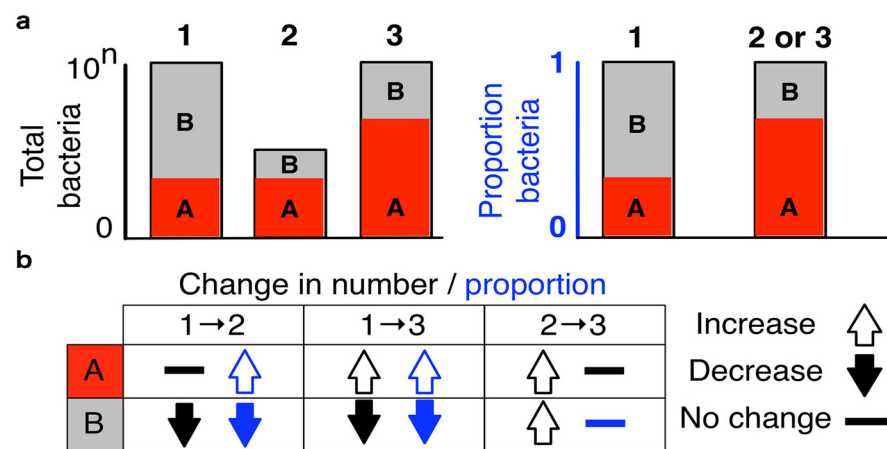 a
1 2 3
10n
Total
bacteria
0
B
A
B
A
B
A
1 2 or 3
1
Proportion
bacteria
0
B
A
B
A
b
Change in number / proportion
1→2 1→3 2→3
A
B
Increase
Decrease
No change